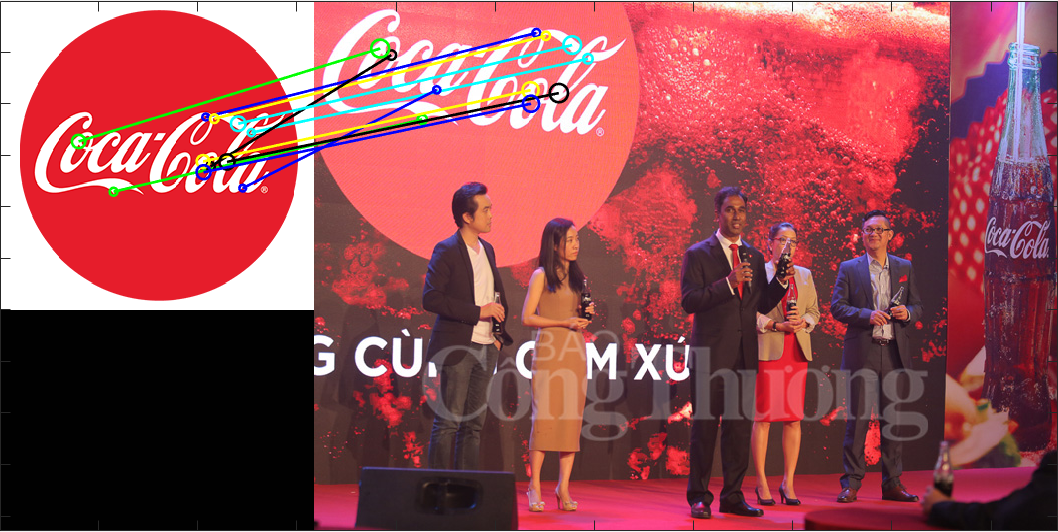 Coca-Cola
®
Coca-Cola
®
Coca-Cola
G CÙ
M XÚ
BÁO
Công Thương